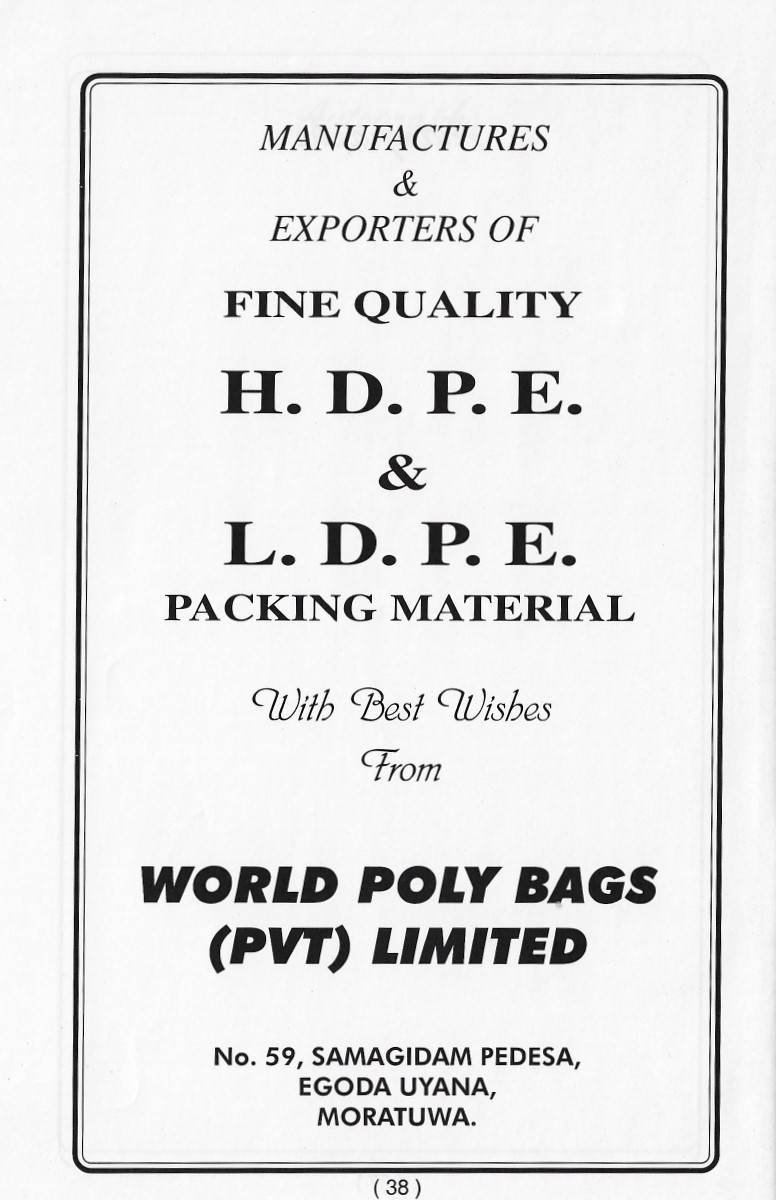 MANUFACTURES
&
EXPORTERS OF
FINE QUALITY
H. D. P. E.
&
L. D. P. E.
PACKING MATERIAL
With Best Wishes
From
WORLD POLY BAGS
(PVT) LIMITED
No. 59, SAMAGIDAM PEDESA,
EGODA UYANA,
MORATUWA.
( 38 )